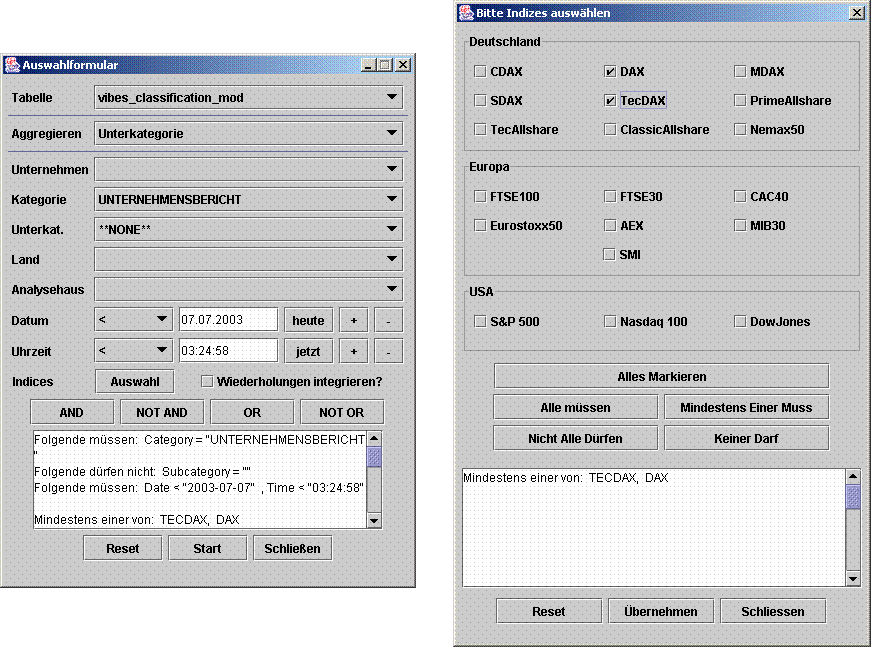 Auswahlformular
Tabelle vibes_classification_mod
Aggregieren Unterkategorie
Unternehmen
Kategorie UNTERNEHMENSBERICHT
Unterkat. **NONE**
Land
Analysehaus
Datum < 07.07.2003 heute + -
Uhrzeit < 03:24:58 jetzt + -
Indices Auswahl Wiederholungen integrieren?
AND NOT AND OR NOT OR
Folgende müssen: Category = "UNTERNEHMENSBERICHT
"
Folgende dürfen nicht: Subcategory = ""
Folgende müssen: Date < "2003-07-07" , Time < "03:24:58"
Mindestens einer von: TECDAX, DAX
Reset Start Schließen
Bitte Indizes auswählen
Deutschland
CDAX DAX MDAX
SDAX TecDAX PrimeAllshare
TecAllshare ClassicAllshare Nemax50
Europa
FTSE100 FTSE30 CAC40
Eurostoxx50 AEX MIB30
SMI
USA
S&P 500 Nasdaq 100 DowJones
Alles Markieren
Alle müssen Mindestens Einer Muss
Nicht Alle Dürfen Keiner Darf
Mindestens einer von: TECDAX, DAX
Reset Übernehmen Schliessen